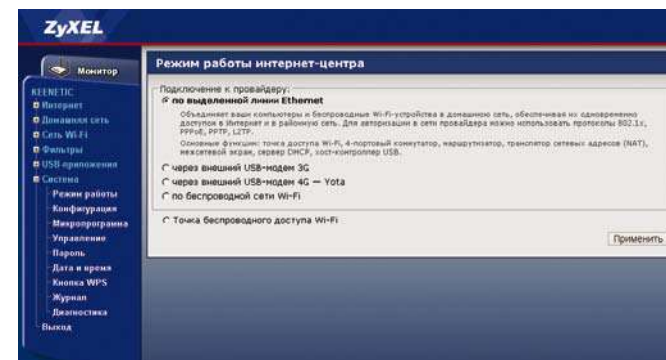 ZyXEL
Монитор
KEENETIC
Интернет
Домашняя сеть
Сеть Wi-Fi
Фильтры
USB-приложения
Система
Режим работы
Конфигурация
Микропрограмма
Управление
Пароль
Дата и время
Кнопка WPS
Журнал
Диагностика
Выход
Режим работы интернет-центра
Подключение к провайдеру:
по выделенной линии Ethernet
Объединяет ваши компьютеры и беспроводные Wi-Fi-устройства в домашнюю сеть, обеспечивая их одновременно
доступом в Интернет и в районную сеть. Для авторизации в сети провайдера можно использовать протоколы 802.1x,
PPPoE, PPTP, L2TP.
Основные функции: точка доступа Wi-Fi, 4-портовый коммутатор, маршрутизатор, транслятор сетевых адресов (NAT),
межсетевой экран, сервер DHCP, хост-контроллер USB.
через внешний USB-модем 3G
через внешний USB-модем 4G — Yota
по беспроводной сети Wi-Fi
Точка беспроводного доступа Wi-Fi
Применить